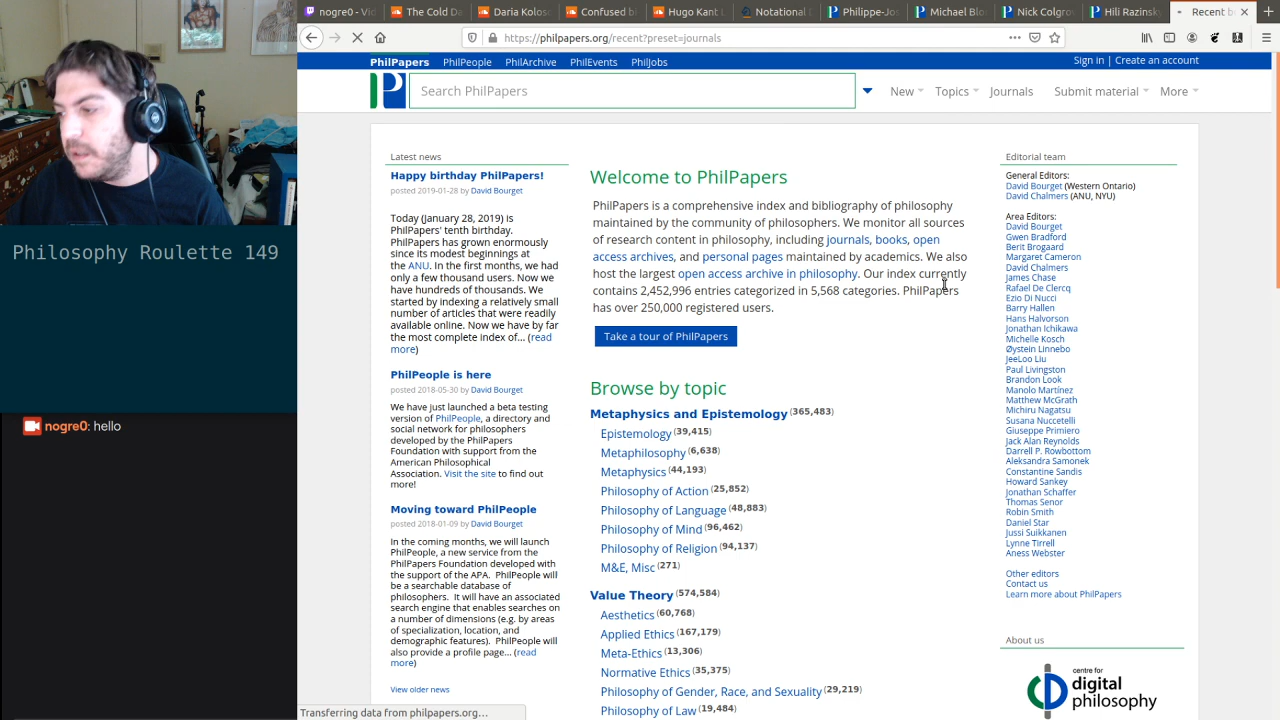 nogre0 - Vid
The Cold Da
Daria Kolos
Confused b
Hugo Kant L
Notational
Philippe-Jos
Michael Blo
Nick Colgro
Hili Razinsky
Recent b
https://philpapers.org/recent?preset=journals
PhilPapers
PhilPeople
PhilArchive
PhilEvents
PhilJobs
Sign in | Create an account
P
Search PhilPapers
New
Topics
Journals
Submit material
More
Philosophy Roulette 149
nogre0: hello
Latest news
Happy birthday PhilPapers!
posted 2019-01-28 by David Bourget
Today (January 28, 2019) is
PhilPapers' tenth birthday.
PhilPapers has grown enormously
since its modest beginnings at
the ANU. In the first months, we had
only a few thousand users. Now we
have hundreds of thousands. We
started by indexing a relatively small
number of articles that were readily
available online. Now we have by far
the most complete index of... (read
more)
PhilPeople is here
posted 2018-05-30 by David Bourget
We have just launched a beta testing
version of PhilPeople, a directory and
social network for philosophers
developed by the PhilPapers
Foundation with support from the
American Philosophical
Association. Visit the site to find out
more!
Moving toward PhilPeople
posted 2018-01-09 by David Bourget
In the coming months, we will launch
PhilPeople, a new service from the
PhilPapers Foundation developed with
the support of the APA.  PhilPeople will
be a searchable database of
philosophers.  It will have an associated
search engine that enables searches on
a number of dimensions (e.g. by areas
of specialization, location, and
demographic features).  PhilPeople will
also provide a profile page... (read
more)
View older news
Transferring data from philpapers.org...
Welcome to PhilPapers
PhilPapers is a comprehensive index and bibliography of philosophy
maintained by the community of philosophers. We monitor all sources
of research content in philosophy, including journals, books, open
access archives, and personal pages maintained by academics. We also
host the largest open access archive in philosophy. Our index currently
contains 2,452,996 entries categorized in 5,568 categories. PhilPapers
has over 250,000 registered users.
Take a tour of PhilPapers
Browse by topic
Metaphysics and Epistemology (365,483)
Epistemology (39,415)
Metaphilosophy (6,638)
Metaphysics (44,193)
Philosophy of Action (25,852)
Philosophy of Language (48,883)
Philosophy of Mind (96,462)
Philosophy of Religion (94,137)
M&E, Misc (271)
Value Theory (574,584)
Aesthetics (60,768)
Applied Ethics (167,179)
Meta-Ethics (13,306)
Normative Ethics (35,375)
Philosophy of Gender, Race, and Sexuality (29,219)
Philosophy of Law (19,484)
Editorial team
General Editors:
David Bourget (Western Ontario)
David Chalmers (ANU, NYU)
Area Editors:
David Bourget
Gwen Bradford
Berit Brogaard
Margaret Cameron
David Chalmers
James Chase
Rafael De Clercq
Ezio Di Nucci
Barry Hallen
Hans Halvorson
Jonathan Ichikawa
Michelle Kosch
Øystein Linnebo
JeeLoo Liu
Paul Livingston
Brandon Look
Manolo Martínez
Matthew McGrath
Michiru Nagatsu
Susana Nuccetelli
Giuseppe Primiero
Jack Alan Reynolds
Darrell P. Rowbottom
Aleksandra Samonek
Constantine Sandis
Howard Sankey
Jonathan Schaffer
Thomas Senor
Robin Smith
Daniel Star
Jussi Suikkanen
Lynne Tirrell
Aness Webster
Other editors
Contact us
Learn more about PhilPapers
About us
centre for
digital
philosophy